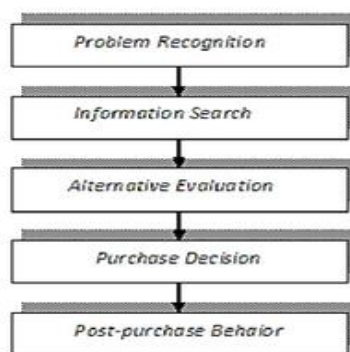 Problem Recognition
Information Search
Alternative Evaluation
Purchase Decision
Post-purchase Behaior